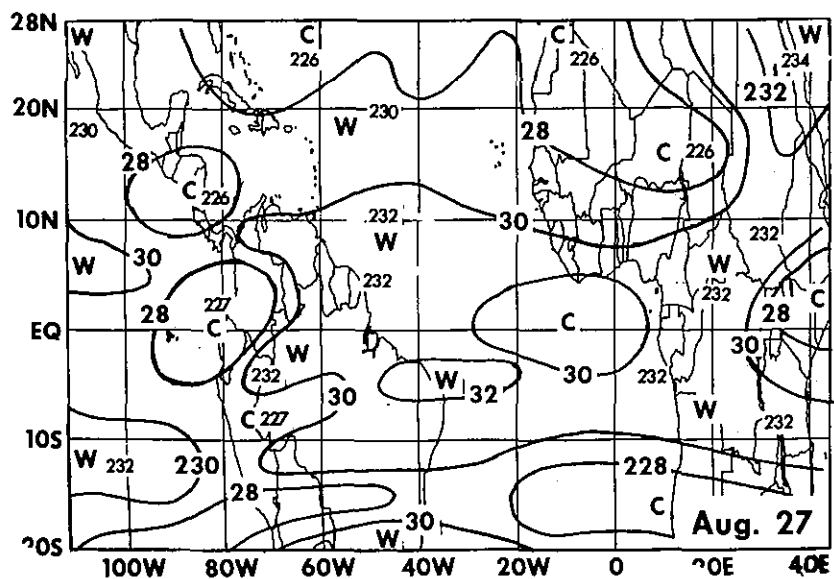 28N W C C W
226 226 234
232
20N 230
230 W 28
28 C 226
C 226
232
10N 30 232
W 30 W W
232 232
227 28 C
28 C C
EQ
W 30 30
232 W 32 232
30
C 227 W
232
10S
W 232 230 228
28
30 C
20S W Aug. 27
100W 80W 60W 40W 20W 0 20E 40E